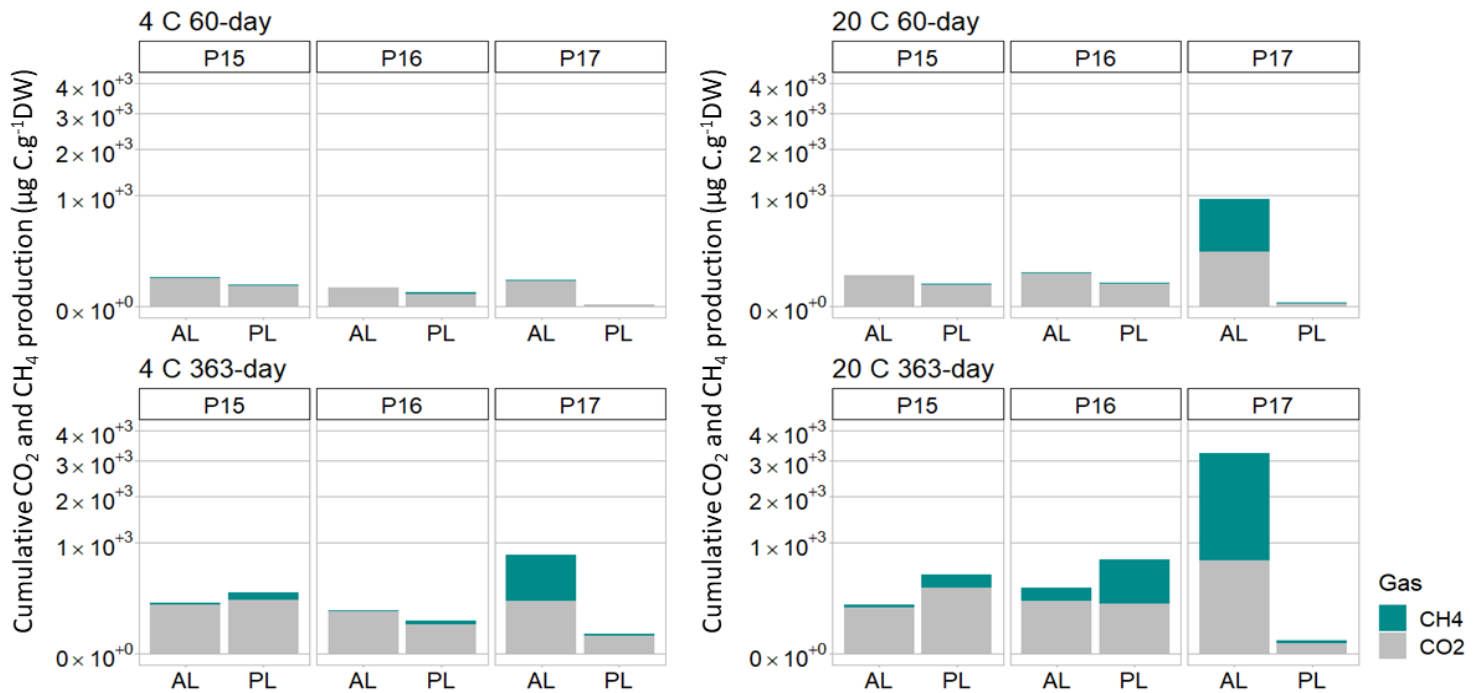 4 C 60-day
P15 P16 P17
Cumulative CO₂ and CH₄ production (µg C.g⁻¹DW)
4 × 10⁺³
3 × 10⁺³
2 × 10⁺³
1 × 10⁺³
0 × 10⁺⁰
AL PL AL PL AL PL
20 C 60-day
P15 P16 P17
Cumulative CO₂ and CH₄ production (µg C.g⁻¹DW)
4 × 10⁺³
3 × 10⁺³
2 × 10⁺³
1 × 10⁺³
0 × 10⁺⁰
AL PL AL PL AL PL
4 C 363-day
P15 P16 P17
4 × 10⁺³
3 × 10⁺³
2 × 10⁺³
1 × 10⁺³
0 × 10⁺⁰
AL PL AL PL AL PL
20 C 363-day
P15 P16 P17
4 × 10⁺³
3 × 10⁺³
2 × 10⁺³
1 × 10⁺³
0 × 10⁺⁰
AL PL AL PL AL PL
Gas
CH4
CO2